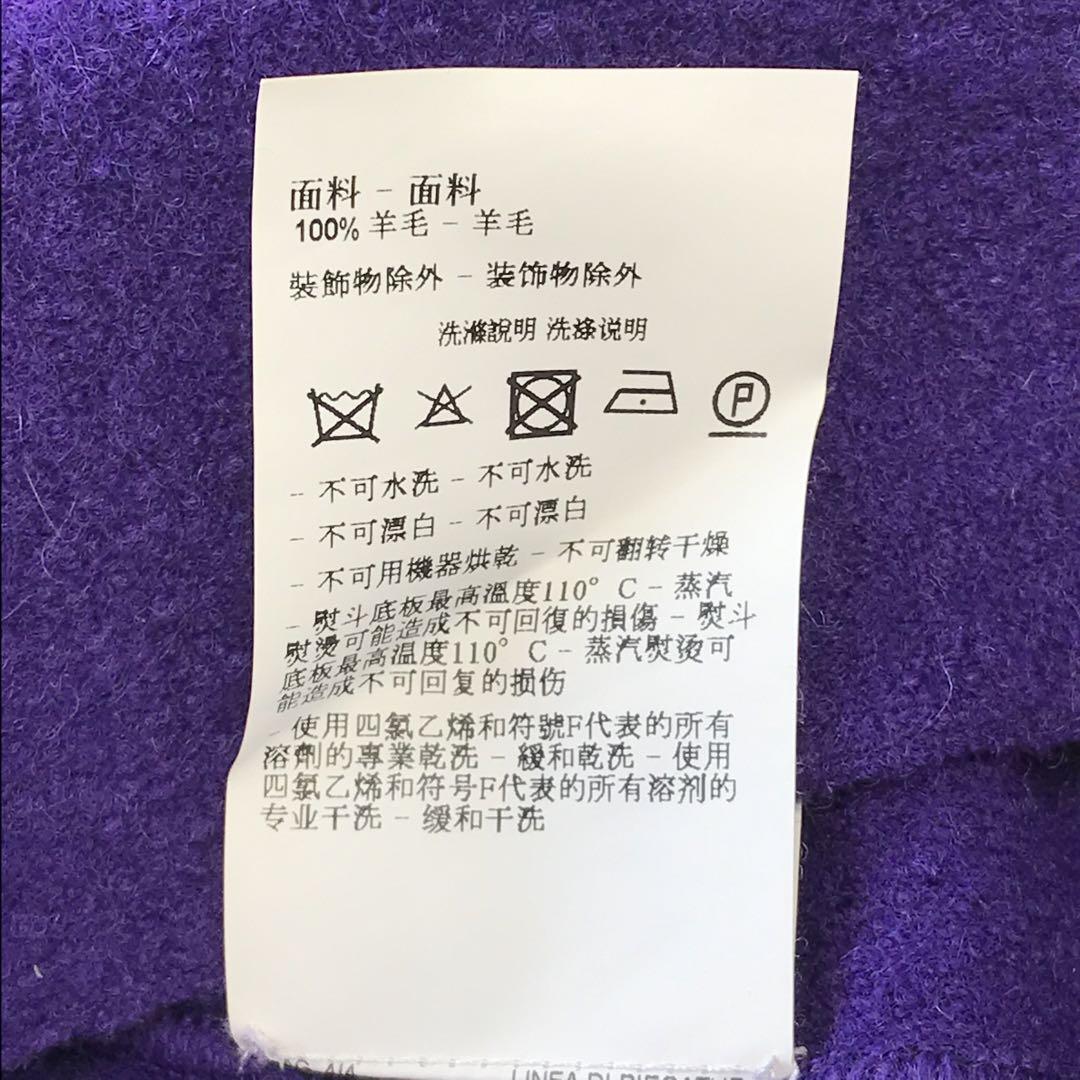 面料 - 面料
100% 羊毛 - 羊毛
裝飾物除外 - 装饰物除外
洗滌說明 洗涤说明
P
- 不可水洗 - 不可水洗
- 不可漂白 - 不可漂白
- 不可用機器烘乾 - 不可翻转干燥
- 熨斗底板最高溫度110° C - 蒸汽
熨燙可能造成不可回復的損傷 - 熨斗
底板最高温度110° C - 蒸汽熨烫可
能造成不可回复的损伤
- 使用四氯乙烯和符號F代表的所有
溶劑的專業乾洗 - 緩和乾洗 - 使用
四氯乙烯和符号F代表的所有溶剂的
专业干洗 - 缓和干洗
4/4